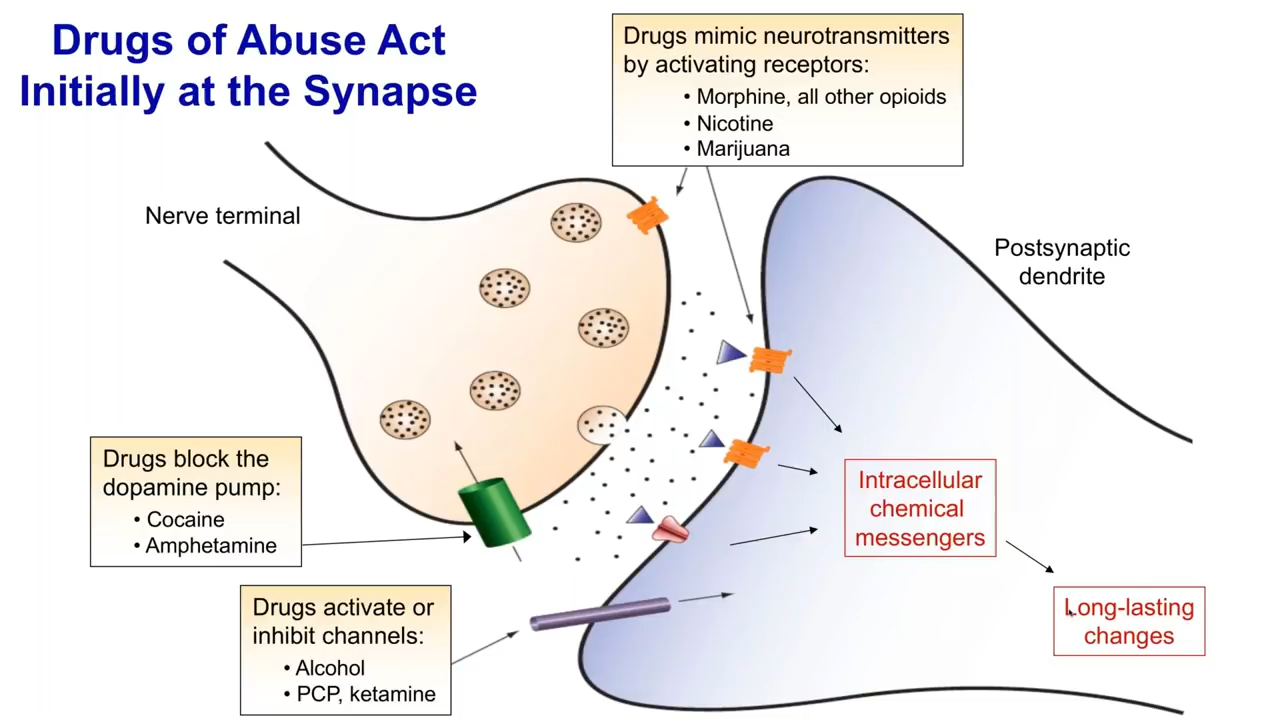 Drugs of Abuse Act
Initially at the Synapse
Drugs mimic neurotransmitters
by activating receptors:
• Morphine, all other opioids
• Nicotine
• Marijuana
Nerve terminal
Postsynaptic
dendrite
Drugs block the
dopamine pump:
• Cocaine
• Amphetamine
Intracellular
chemical
messengers
Drugs activate or
inhibit channels:
• Alcohol
• PCP, ketamine
Long-lasting
changes